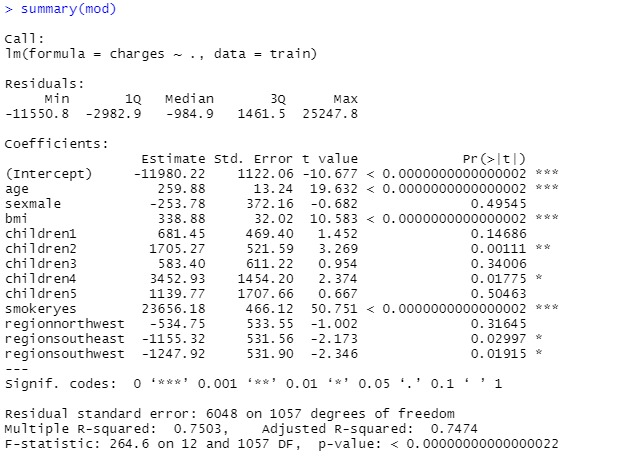 > summary(mod)
Call:
lm(formula = charges ~ ., data = train)
Residuals:
     Min       1Q   Median       3Q      Max
-11550.8  -2982.9   -984.9   1461.5  25247.8
Coefficients:
                 Estimate Std. Error t value             Pr(>|t|)
(Intercept)     -11980.22    1122.06 -10.677 < 0.0000000000000002 ***
age                259.88      13.24  19.632 < 0.0000000000000002 ***
sexmale           -253.78     372.16  -0.682              0.49545
bmi                338.88      32.02  10.583 < 0.0000000000000002 ***
children1          681.45     469.40   1.452              0.14686
children2         1705.27     521.59   3.269              0.00111 **
children3          583.40     611.22   0.954              0.34006
children4         3452.93    1454.20   2.374              0.01775 *
children5         1139.77    1707.66   0.667              0.50463
smokeryes        23656.18     466.12  50.751 < 0.0000000000000002 ***
regionnorthwest   -534.75     533.55  -1.002              0.31645
regionsoutheast  -1155.32     531.56  -2.173              0.02997 *
regionsouthwest  -1247.92     531.90  -2.346              0.01915 *
---
Signif. codes:  0 ‘***’ 0.001 ‘**’ 0.01 ‘*’ 0.05 ‘.’ 0.1 ‘ ’ 1
Residual standard error: 6048 on 1057 degrees of freedom
Multiple R-squared:  0.7503,    Adjusted R-squared:  0.7474
F-statistic: 264.6 on 12 and 1057 DF,  p-value: < 0.00000000000000022